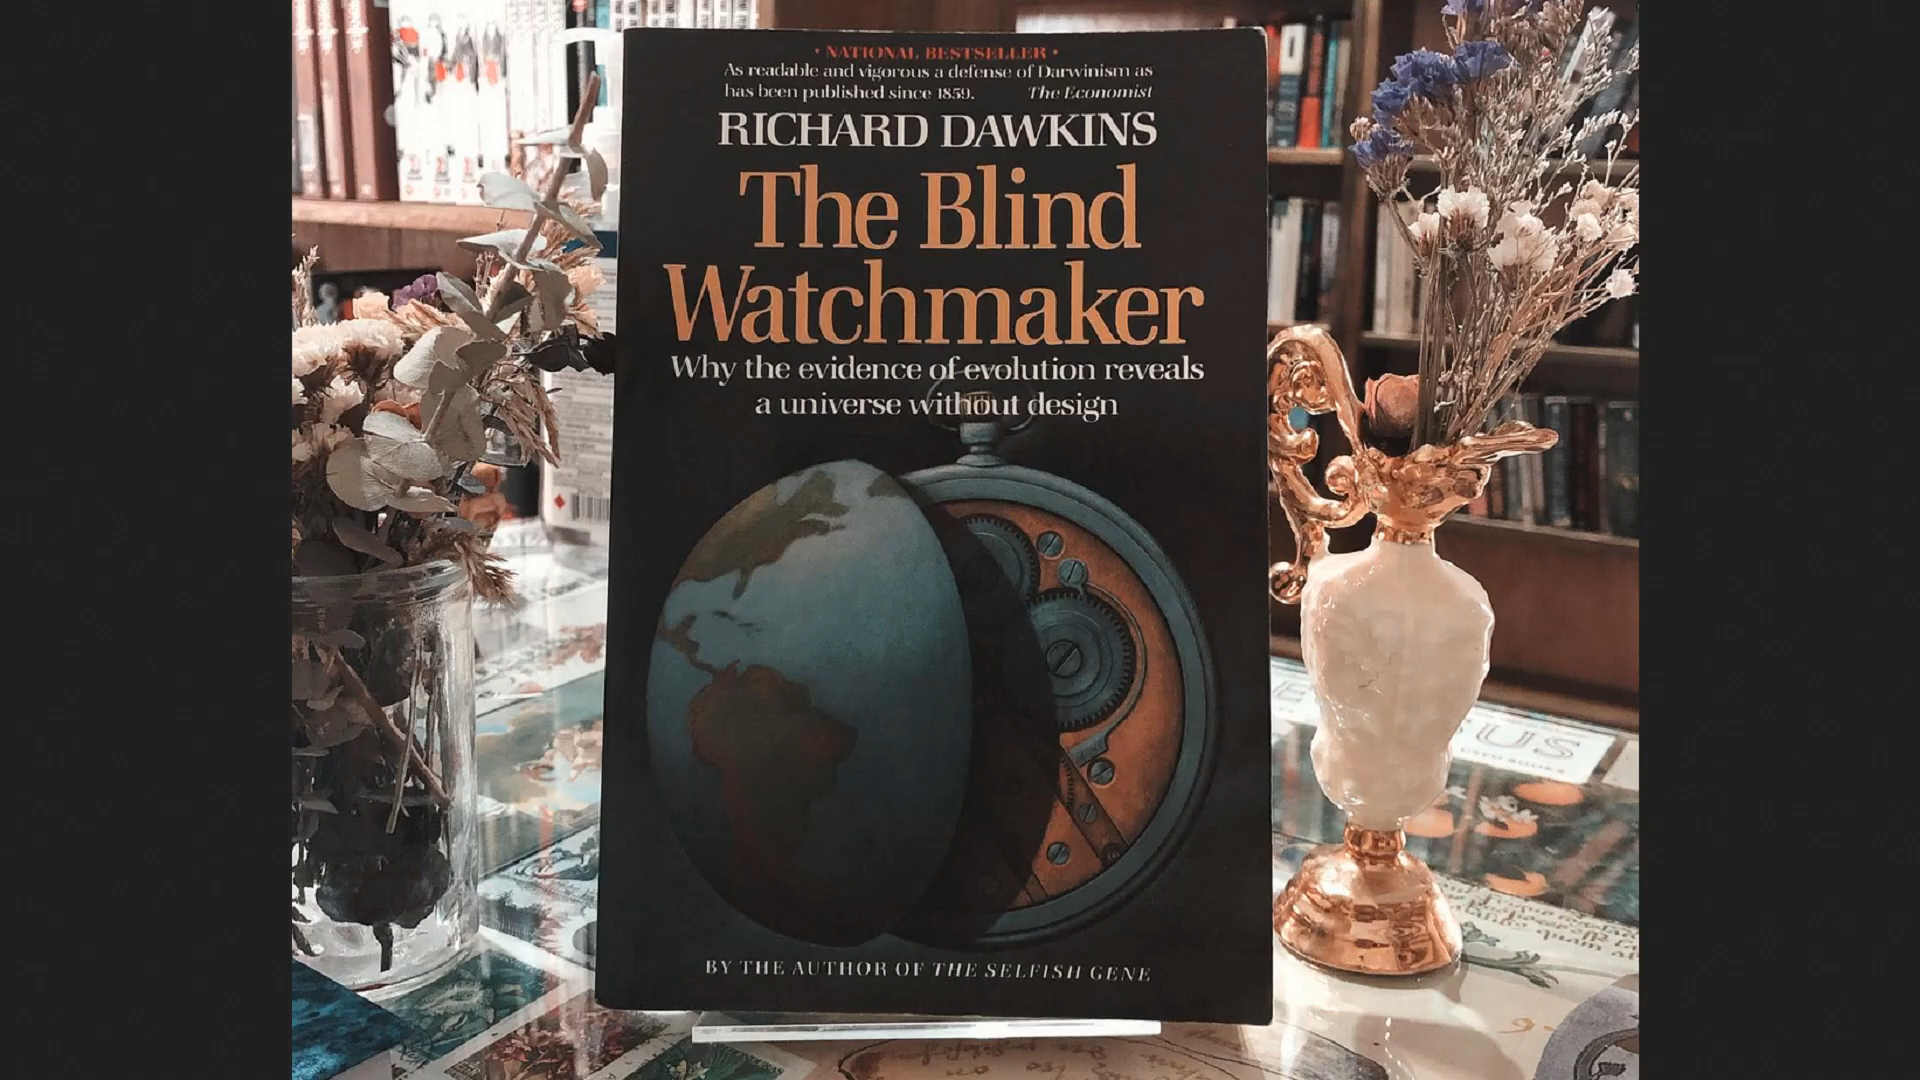 • NATIONAL BESTSELLER •
As readable and vigorous a defense of Darwinism as
has been published since 1859. The Economist
RICHARD DAWKINS
The Blind
Watchmaker
Why the evidence of evolution reveals
a universe without design
BY THE AUTHOR OF THE SELFISH GENE
USED BOOKS